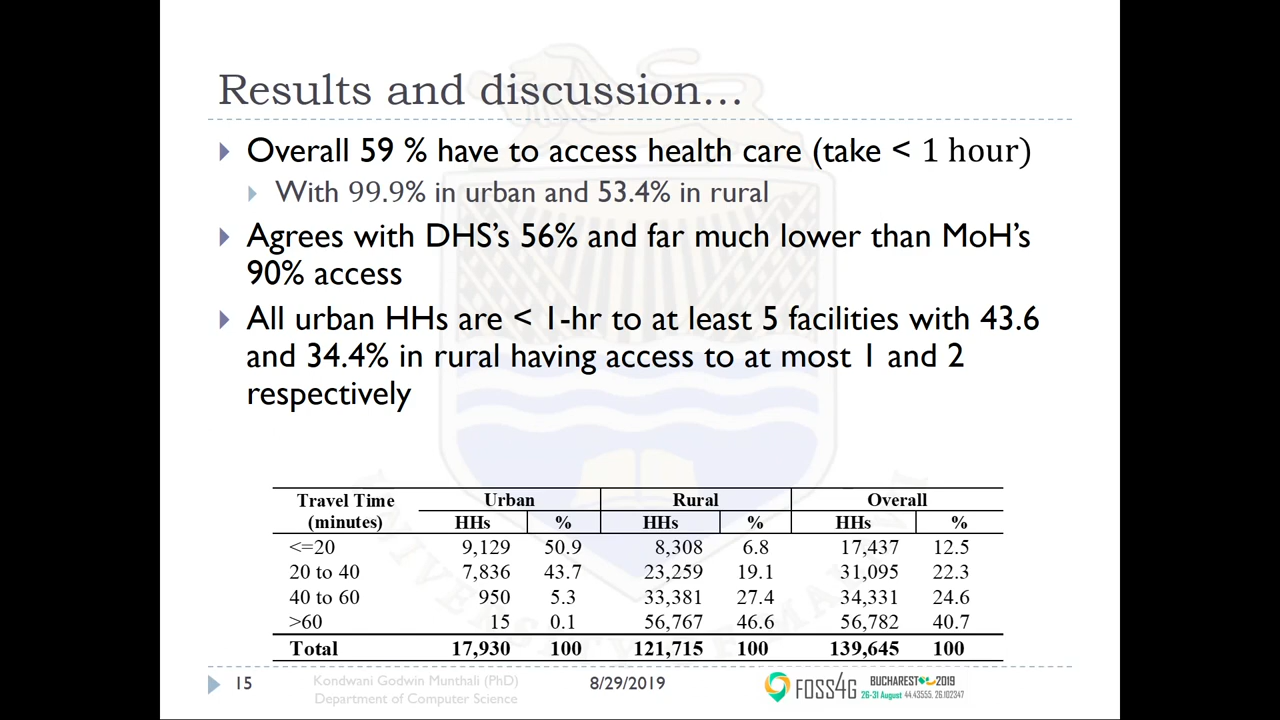 Results and discussion…
Overall 59 % have to access health care (take < 1 hour)
With 99.9% in urban and 53.4% in rural
Agrees with DHS’s 56% and far much lower than MoH’s
90% access
All urban HHs are < 1-hr to at least 5 facilities with 43.6
and 34.4% in rural having access to at most 1 and 2
respectively
Travel Time Urban Rural Overall
(minutes) HHs % HHs % HHs %
<=20 9,129 50.9 8,308 6.8 17,437 12.5
20 to 40 7,836 43.7 23,259 19.1 31,095 22.3
40 to 60 950 5.3 33,381 27.4 34,331 24.6
>60 15 0.1 56,767 46.6 56,782 40.7
Total 17,930 100 121,715 100 139,645 100
15 Kondwani Godwin Munthali (PhD) 8/29/2019
Department of Computer Science
FOSS4G BUCHAREST 2019
26-31 August 44.43555. 26.102347